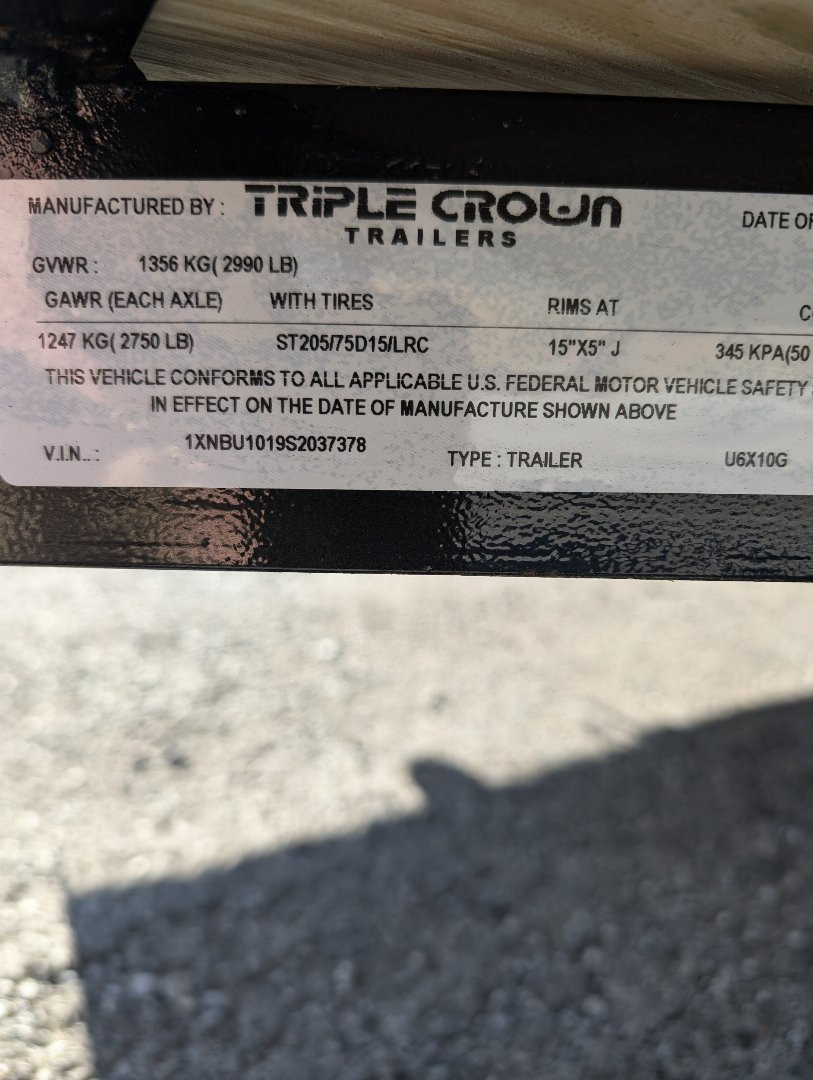 MANUFACTURED BY : TRIPLE CROWN
TRAILERS
DATE OF
GVWR : 1356 KG( 2990 LB)
GAWR (EACH AXLE) WITH TIRES RIMS AT
1247 KG( 2750 LB) ST205/75D15/LRC 15"X5" J 345 KPA(50
THIS VEHICLE CONFORMS TO ALL APPLICABLE U.S. FEDERAL MOTOR VEHICLE SAFETY
IN EFFECT ON THE DATE OF MANUFACTURE SHOWN ABOVE
V.I.N.. : 1XNBU1019S2037378 TYPE : TRAILER U6X10G